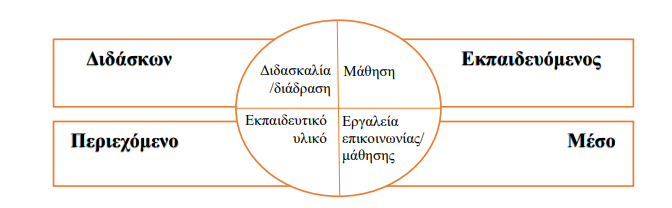 Διδάσκων
Διδασκαλία
/διάδραση
Μάθηση
Εκπαιδευόμενος
Περιεχόμενο
Εκπαιδευτικό
υλικό
Εργαλεία
επικοινωνίας/
μάθησης
Μέσο